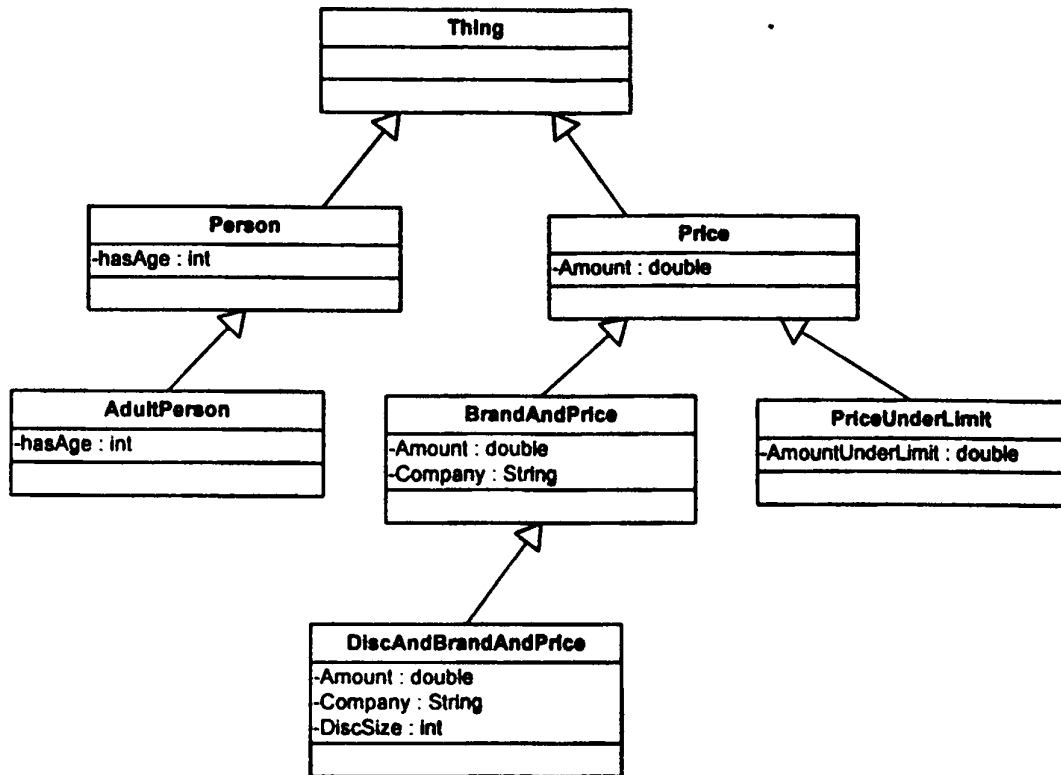 Thing
Person
-hasAge : int
Price
-Amount : double
AdultPerson
-hasAge : int
BrandAndPrice
-Amount : double
-Company : String
PriceUnderLimit
-AmountUnderLimit : double
DiscAndBrandAndPrice
-Amount : double
-Company : String
-DiscSize : int